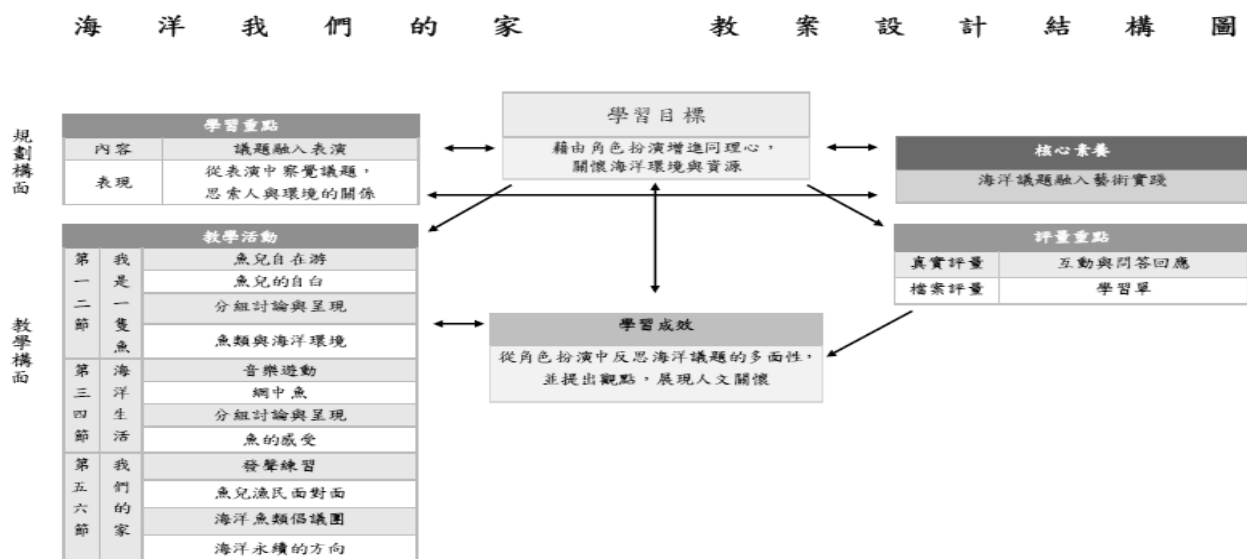 海洋我們的家 教案設計結構圖
規劃構面
學習重點
內容 議題融入表演
表現 從表演中察覺議題，
思索人與環境的關係
學習目標
藉由角色扮演增進同理心，
關懷海洋環境與資源
核心素養
海洋議題融入藝術實踐
教學構面
教學活動
第一二節 我是一隻魚
魚兒自在游
魚兒的自白
分組討論與呈現
魚類與海洋環境
第三四節 海洋生活
音樂遊動
網中魚
分組討論與呈現
魚的感受
第五六節 我們的家
發聲練習
魚兒漁民面對面
海洋魚類倡議團
海洋永續的方向
學習成效
從角色扮演中反思海洋議題的多面性，
並提出觀點，展現人文關懷
評量重點
真實評量 互動與問答回應
檔案評量 學習單